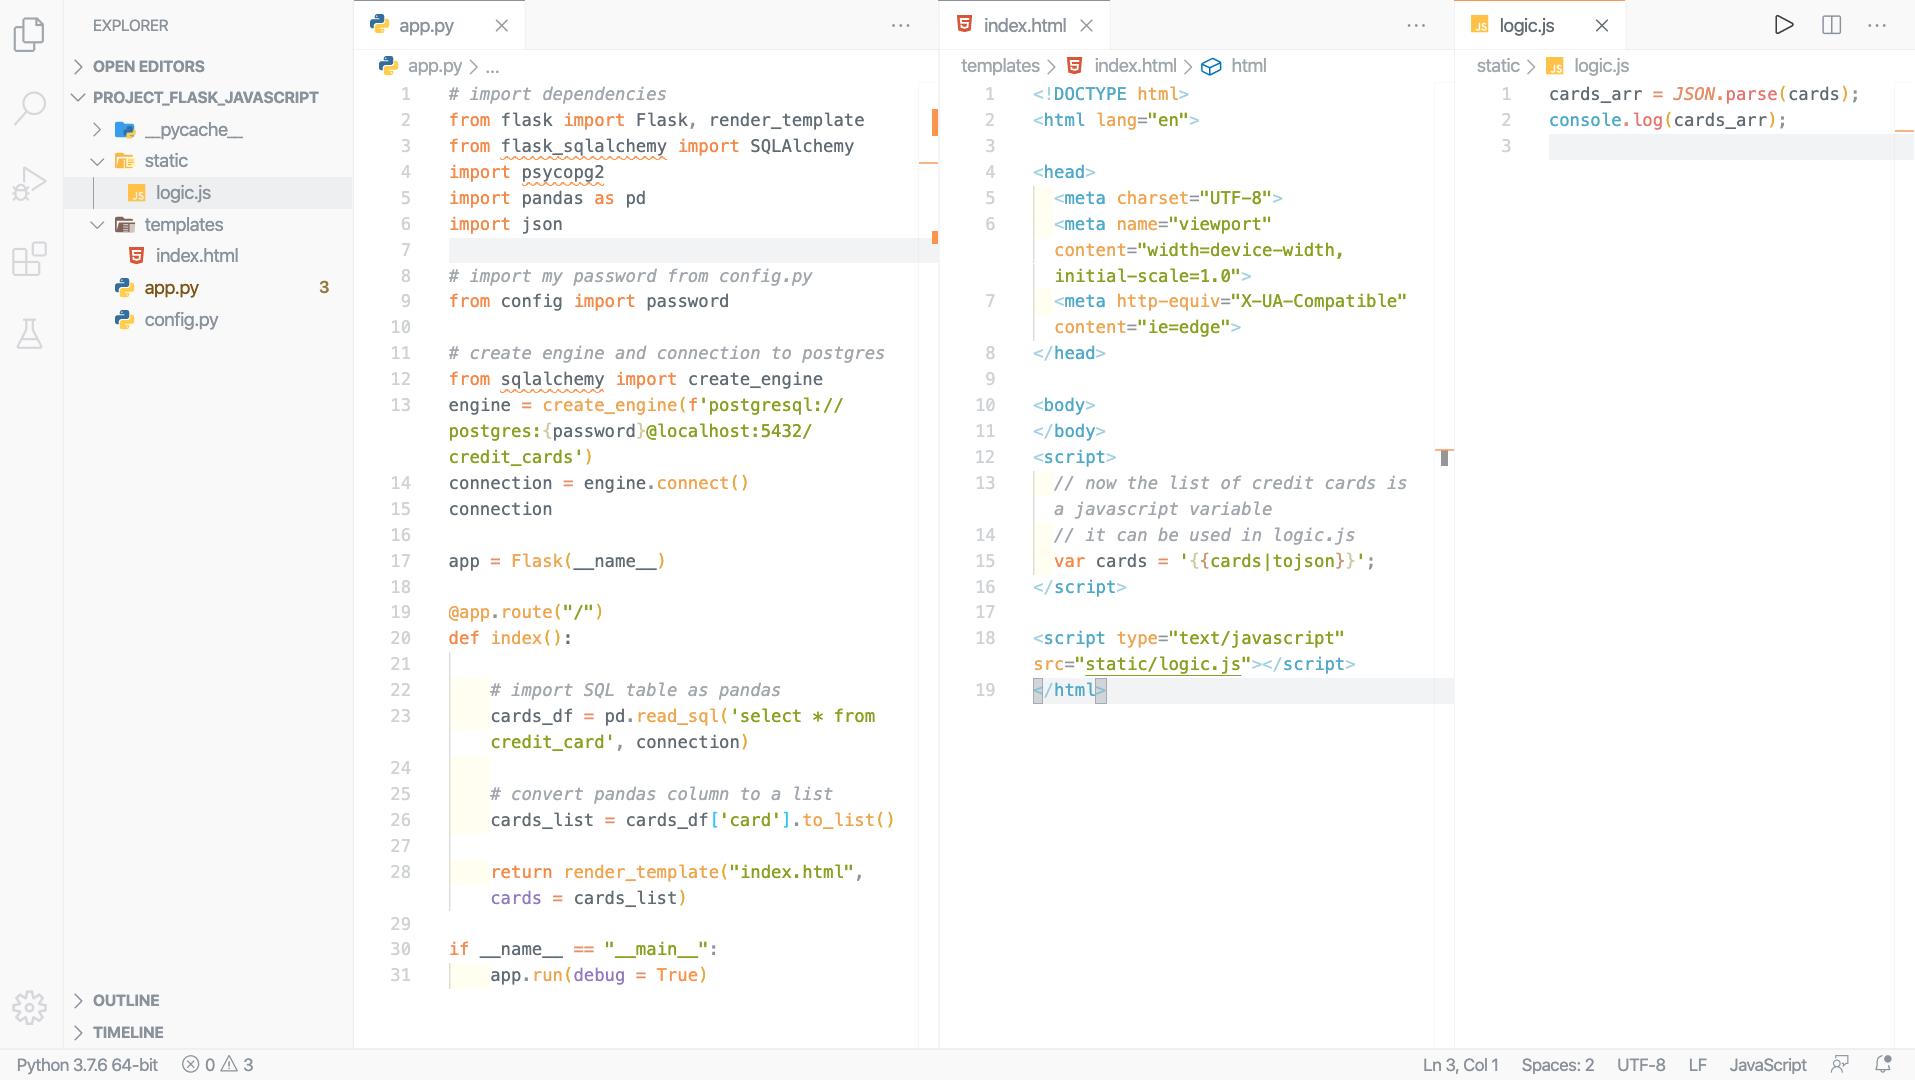 EXPLORER
OPEN EDITORS
PROJECT_FLASK_JAVASCRIPT
__pycache__
static
logic.js
templates
index.html
app.py 3
config.py
OUTLINE
TIMELINE
app.py
app.py > ...
1 # import dependencies
2 from flask import Flask, render_template
3 from flask_sqlalchemy import SQLAlchemy
4 import psycopg2
5 import pandas as pd
6 import json
7
8 # import my password from config.py
9 from config import password
10
11 # create engine and connection to postgres
12 from sqlalchemy import create_engine
13 engine = create_engine(f'postgresql://
postgres:{password}@localhost:5432/
credit_cards')
14 connection = engine.connect()
15 connection
16
17 app = Flask(__name__)
18
19 @app.route("/")
20 def index():
21
22 # import SQL table as pandas
23 cards_df = pd.read_sql('select * from
credit_card', connection)
24
25 # convert pandas column to a list
26 cards_list = cards_df['card'].to_list()
27
28 return render_template("index.html",
cards = cards_list)
29
30 if __name__ == "__main__":
31 app.run(debug = True)
index.html
templates > index.html > html
1 <!DOCTYPE html>
2 <html lang="en">
3
4 <head>
5 <meta charset="UTF-8">
6 <meta name="viewport"
content="width=device-width,
initial-scale=1.0">
7 <meta http-equiv="X-UA-Compatible"
content="ie=edge">
8 </head>
9
10 <body>
11 </body>
12 <script>
13 // now the list of credit cards is
a javascript variable
14 // it can be used in logic.js
15 var cards = '{{cards|tojson}}';
16 </script>
17
18 <script type="text/javascript"
src="static/logic.js"></script>
19 </html>
logic.js
static > logic.js
1 cards_arr = JSON.parse(cards);
2 console.log(cards_arr);
3
Python 3.7.6 64-bit 0 3 Ln 3, Col 1 Spaces: 2 UTF-8 LF JavaScript